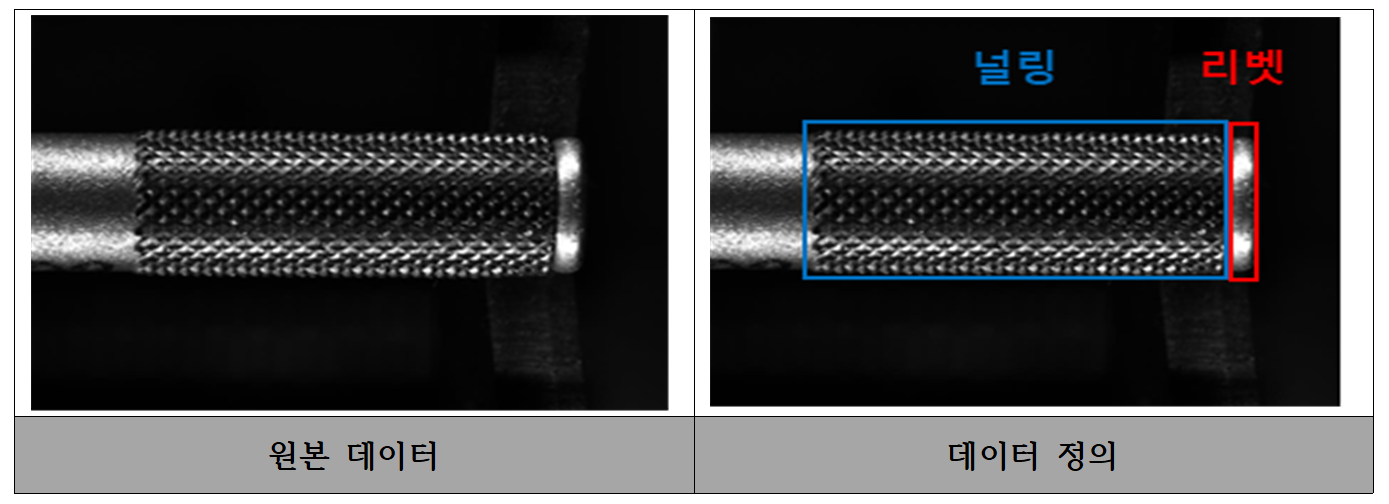 널링
리벳
원본 데이터
데이터 정의